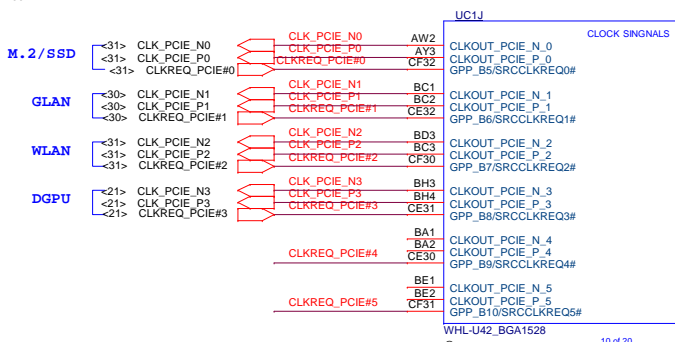 UC1J
CLOCK SINGNALS
M.2/SSD
<31> CLK_PCIE_N0 CLK_PCIE_N0 AW2 CLKOUT_PCIE_N_0
<31> CLK_PCIE_P0 CLK_PCIE_P0 AY3 CLKOUT_PCIE_P_0
<31> CLKREQ_PCIE#0 CLKREQ_PCIE#0 CF32 GPP_B5/SRCCLKREQ0#
GLAN
<30> CLK_PCIE_N1 CLK_PCIE_N1 BC1 CLKOUT_PCIE_N_1
<30> CLK_PCIE_P1 CLK_PCIE_P1 BC2 CLKOUT_PCIE_P_1
<30> CLKREQ_PCIE#1 CLKREQ_PCIE#1 CE32 GPP_B6/SRCCLKREQ1#
WLAN
<31> CLK_PCIE_N2 CLK_PCIE_N2 BD3 CLKOUT_PCIE_N_2
<31> CLK_PCIE_P2 CLK_PCIE_P2 BC3 CLKOUT_PCIE_P_2
<31> CLKREQ_PCIE#2 CLKREQ_PCIE#2 CF30 GPP_B7/SRCCLKREQ2#
DGPU
<21> CLK_PCIE_N3 CLK_PCIE_N3 BH3 CLKOUT_PCIE_N_3
<21> CLK_PCIE_P3 CLK_PCIE_P3 BH4 CLKOUT_PCIE_P_3
<21> CLKREQ_PCIE#3 CLKREQ_PCIE#3 CE31 GPP_B8/SRCCLKREQ3#
BA1 CLKOUT_PCIE_N_4
BA2 CLKOUT_PCIE_P_4
CLKREQ_PCIE#4 CE30 GPP_B9/SRCCLKREQ4#
BE1 CLKOUT_PCIE_N_5
BE2 CLKOUT_PCIE_P_5
CLKREQ_PCIE#5 CF31 GPP_B10/SRCCLKREQ5#
WHL-U42_BGA1528
10 of 20